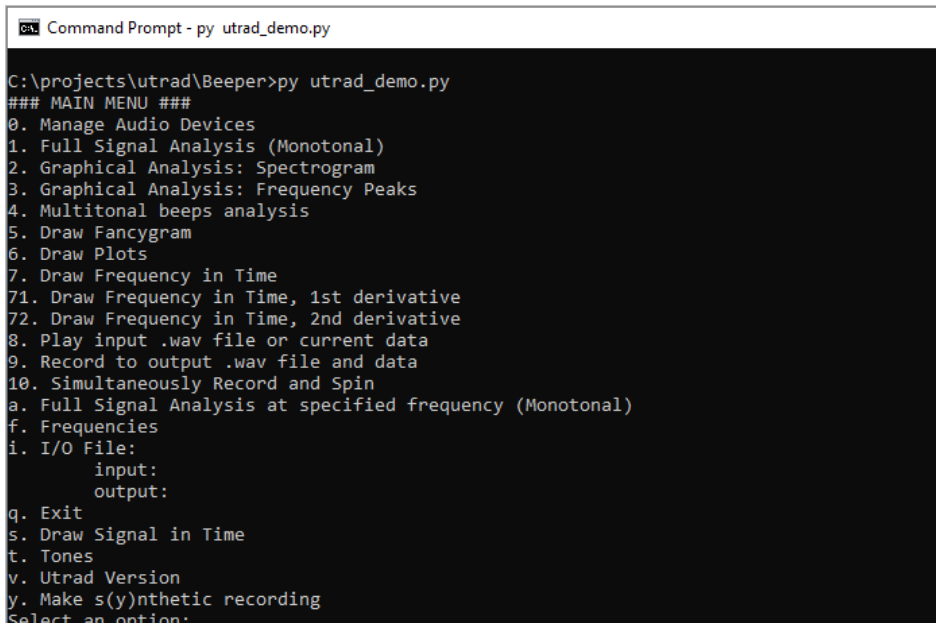 Command Prompt - py utrad_demo.py
C:\projects\utrad\Beeper>py utrad_demo.py
### MAIN MENU ###
0. Manage Audio Devices
1. Full Signal Analysis (Monotonal)
2. Graphical Analysis: Spectrogram
3. Graphical Analysis: Frequency Peaks
4. Multitonal beeps analysis
5. Draw Fancygram
6. Draw Plots
7. Draw Frequency in Time
71. Draw Frequency in Time, 1st derivative
72. Draw Frequency in Time, 2nd derivative
8. Play input .wav file or current data
9. Record to output .wav file and data
10. Simultaneously Record and Spin
a. Full Signal Analysis at specified frequency (Monotonal)
f. Frequencies
i. I/O File:
input:
output:
q. Exit
s. Draw Signal in Time
t. Tones
v. Utrad Version
y. Make s(y)nthetic recording
Select an option: